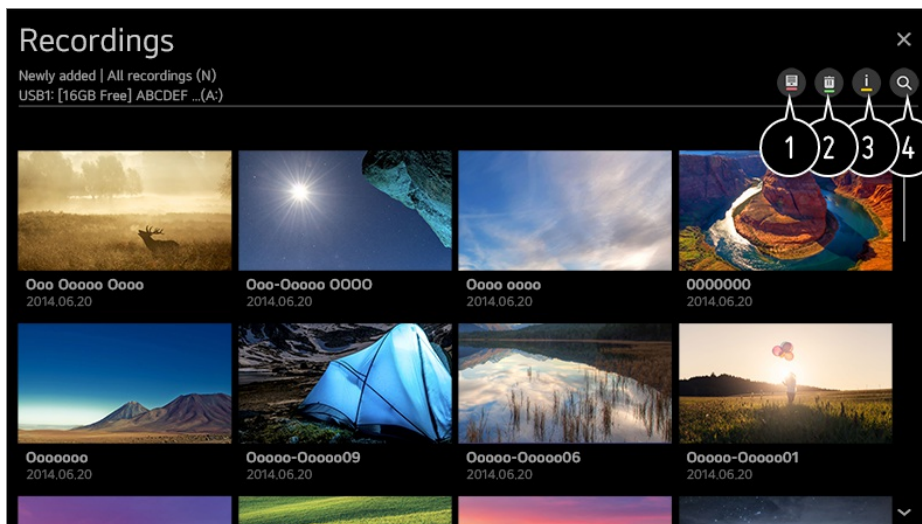 Recordings
Newly added | All recordings (N)
USB1: [16GB Free] ABCDEF ...(A:)
1 2 3 4
Ooo Ooooo Oooo
2014.06.20
Ooo-Ooooo OOOO
2014.06.20
Oooo oooo
2014.06.20
OOOOOOO
2014.06.20
Ooooooo
2014.06.20
Ooooo-Ooooo09
2014.06.20
Ooooo-Ooooo06
2014.06.20
Ooooo-Ooooo01
2014.06.20